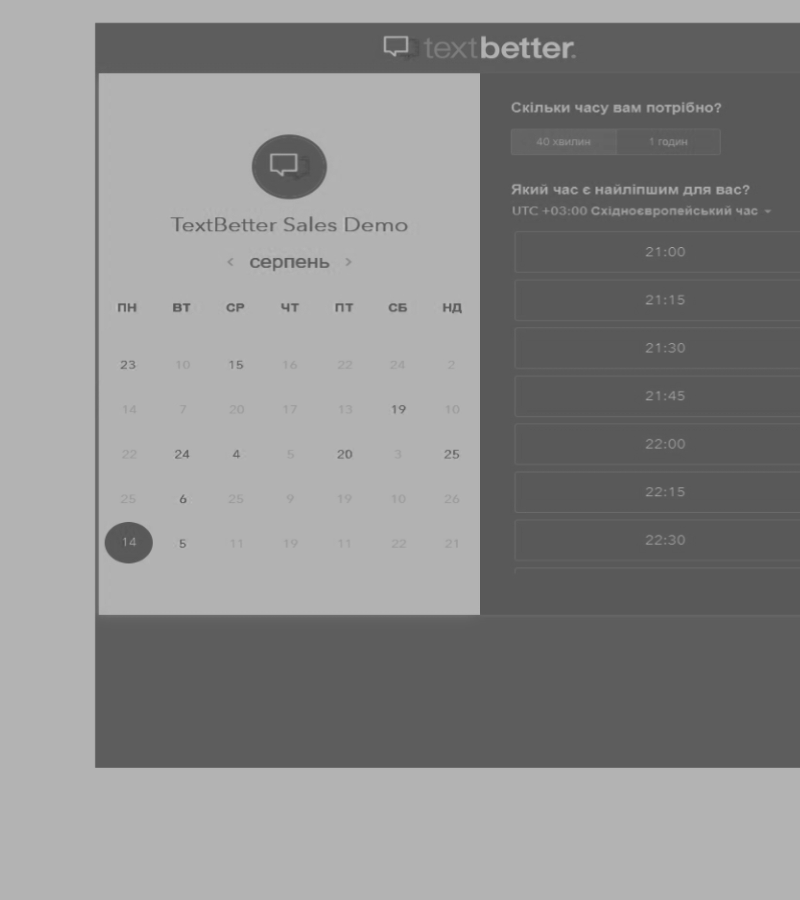 textbetter.
TextBetter Sales Demo
< серпень >
ПН ВТ СР ЧТ ПТ СБ НД
23 10 15 16 22 24 2
14 7 20 17 13 19 10
22 24 4 5 20 3 25
25 6 25 9 19 10 26
14 5 11 19 11 22 21
Скільки часу вам потрібно?
40 хвилин 1 годин
Який час є найліпшим для вас?
UTC +03:00 Східноєвропейський час
21:00
21:15
21:30
21:45
22:00
22:15
22:30